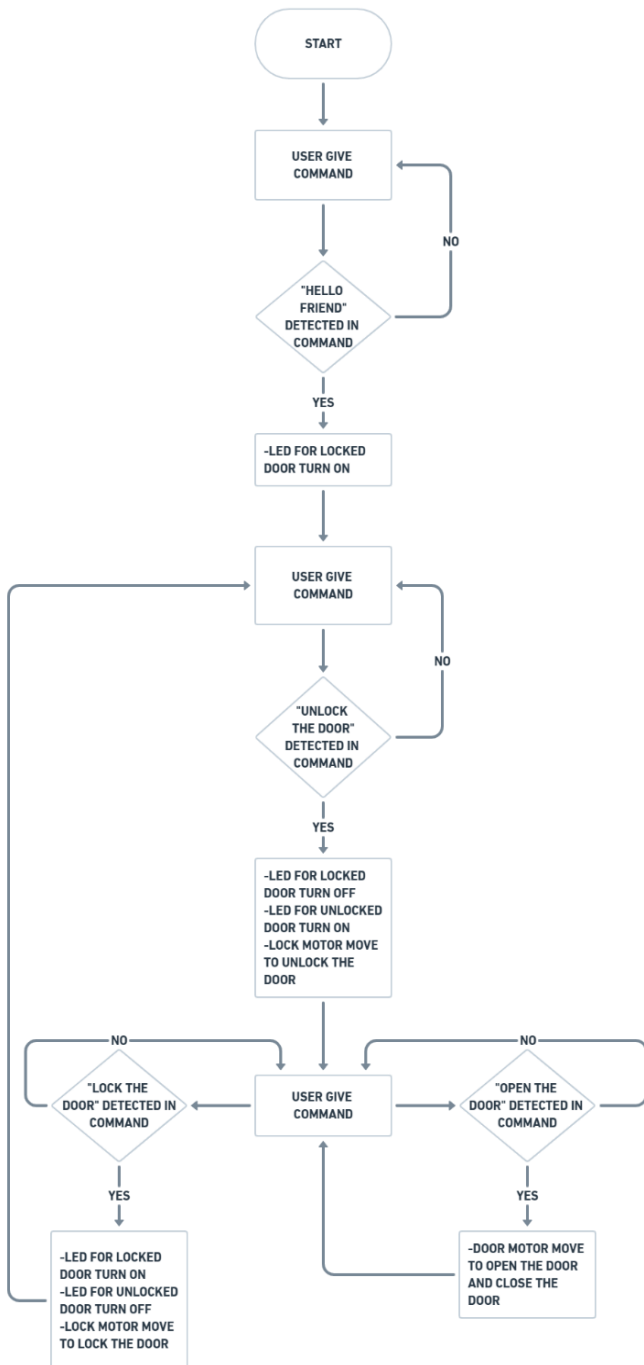 START
USER GIVE
COMMAND
NO
"HELLO
FRIEND"
DETECTED IN
COMMAND
YES
-LED FOR LOCKED
DOOR TURN ON
USER GIVE
COMMAND
NO
"UNLOCK
THE DOOR"
DETECTED IN
COMMAND
YES
-LED FOR LOCKED
DOOR TURN OFF
-LED FOR UNLOCKED
DOOR TURN ON
-LOCK MOTOR MOVE
TO UNLOCK THE
DOOR
NO
"LOCK THE
DOOR" DETECTED IN
COMMAND
USER GIVE
COMMAND
NO
"OPEN THE
DOOR" DETECTED IN
COMMAND
YES
-LED FOR LOCKED
DOOR TURN ON
-LED FOR UNLOCKED
DOOR TURN OFF
-LOCK MOTOR MOVE
TO LOCK THE DOOR
YES
-DOOR MOTOR MOVE
TO OPEN THE DOOR
AND CLOSE THE
DOOR